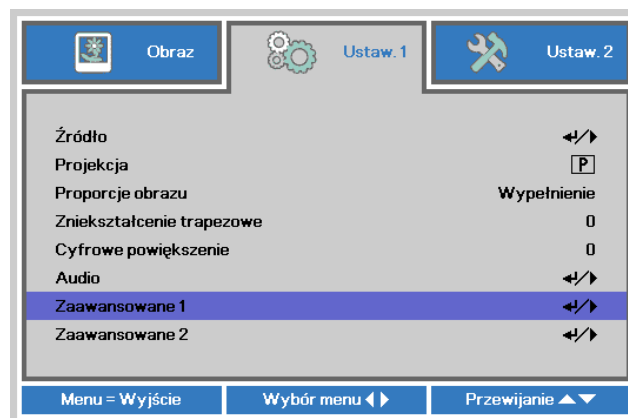 Obraz Ustaw. 1 Ustaw. 2
Źródło ↵/▶
Projekcja P
Proporcje obrazu Wypełnienie
Zniekształcenie trapezowe 0
Cyfrowe powiększenie 0
Audio ↵/▶
Zaawansowane 1 ↵/▶
Zaawansowane 2 ↵/▶
Menu = Wyjście Wybór menu ◀ ▶ Przewijanie ▲▼